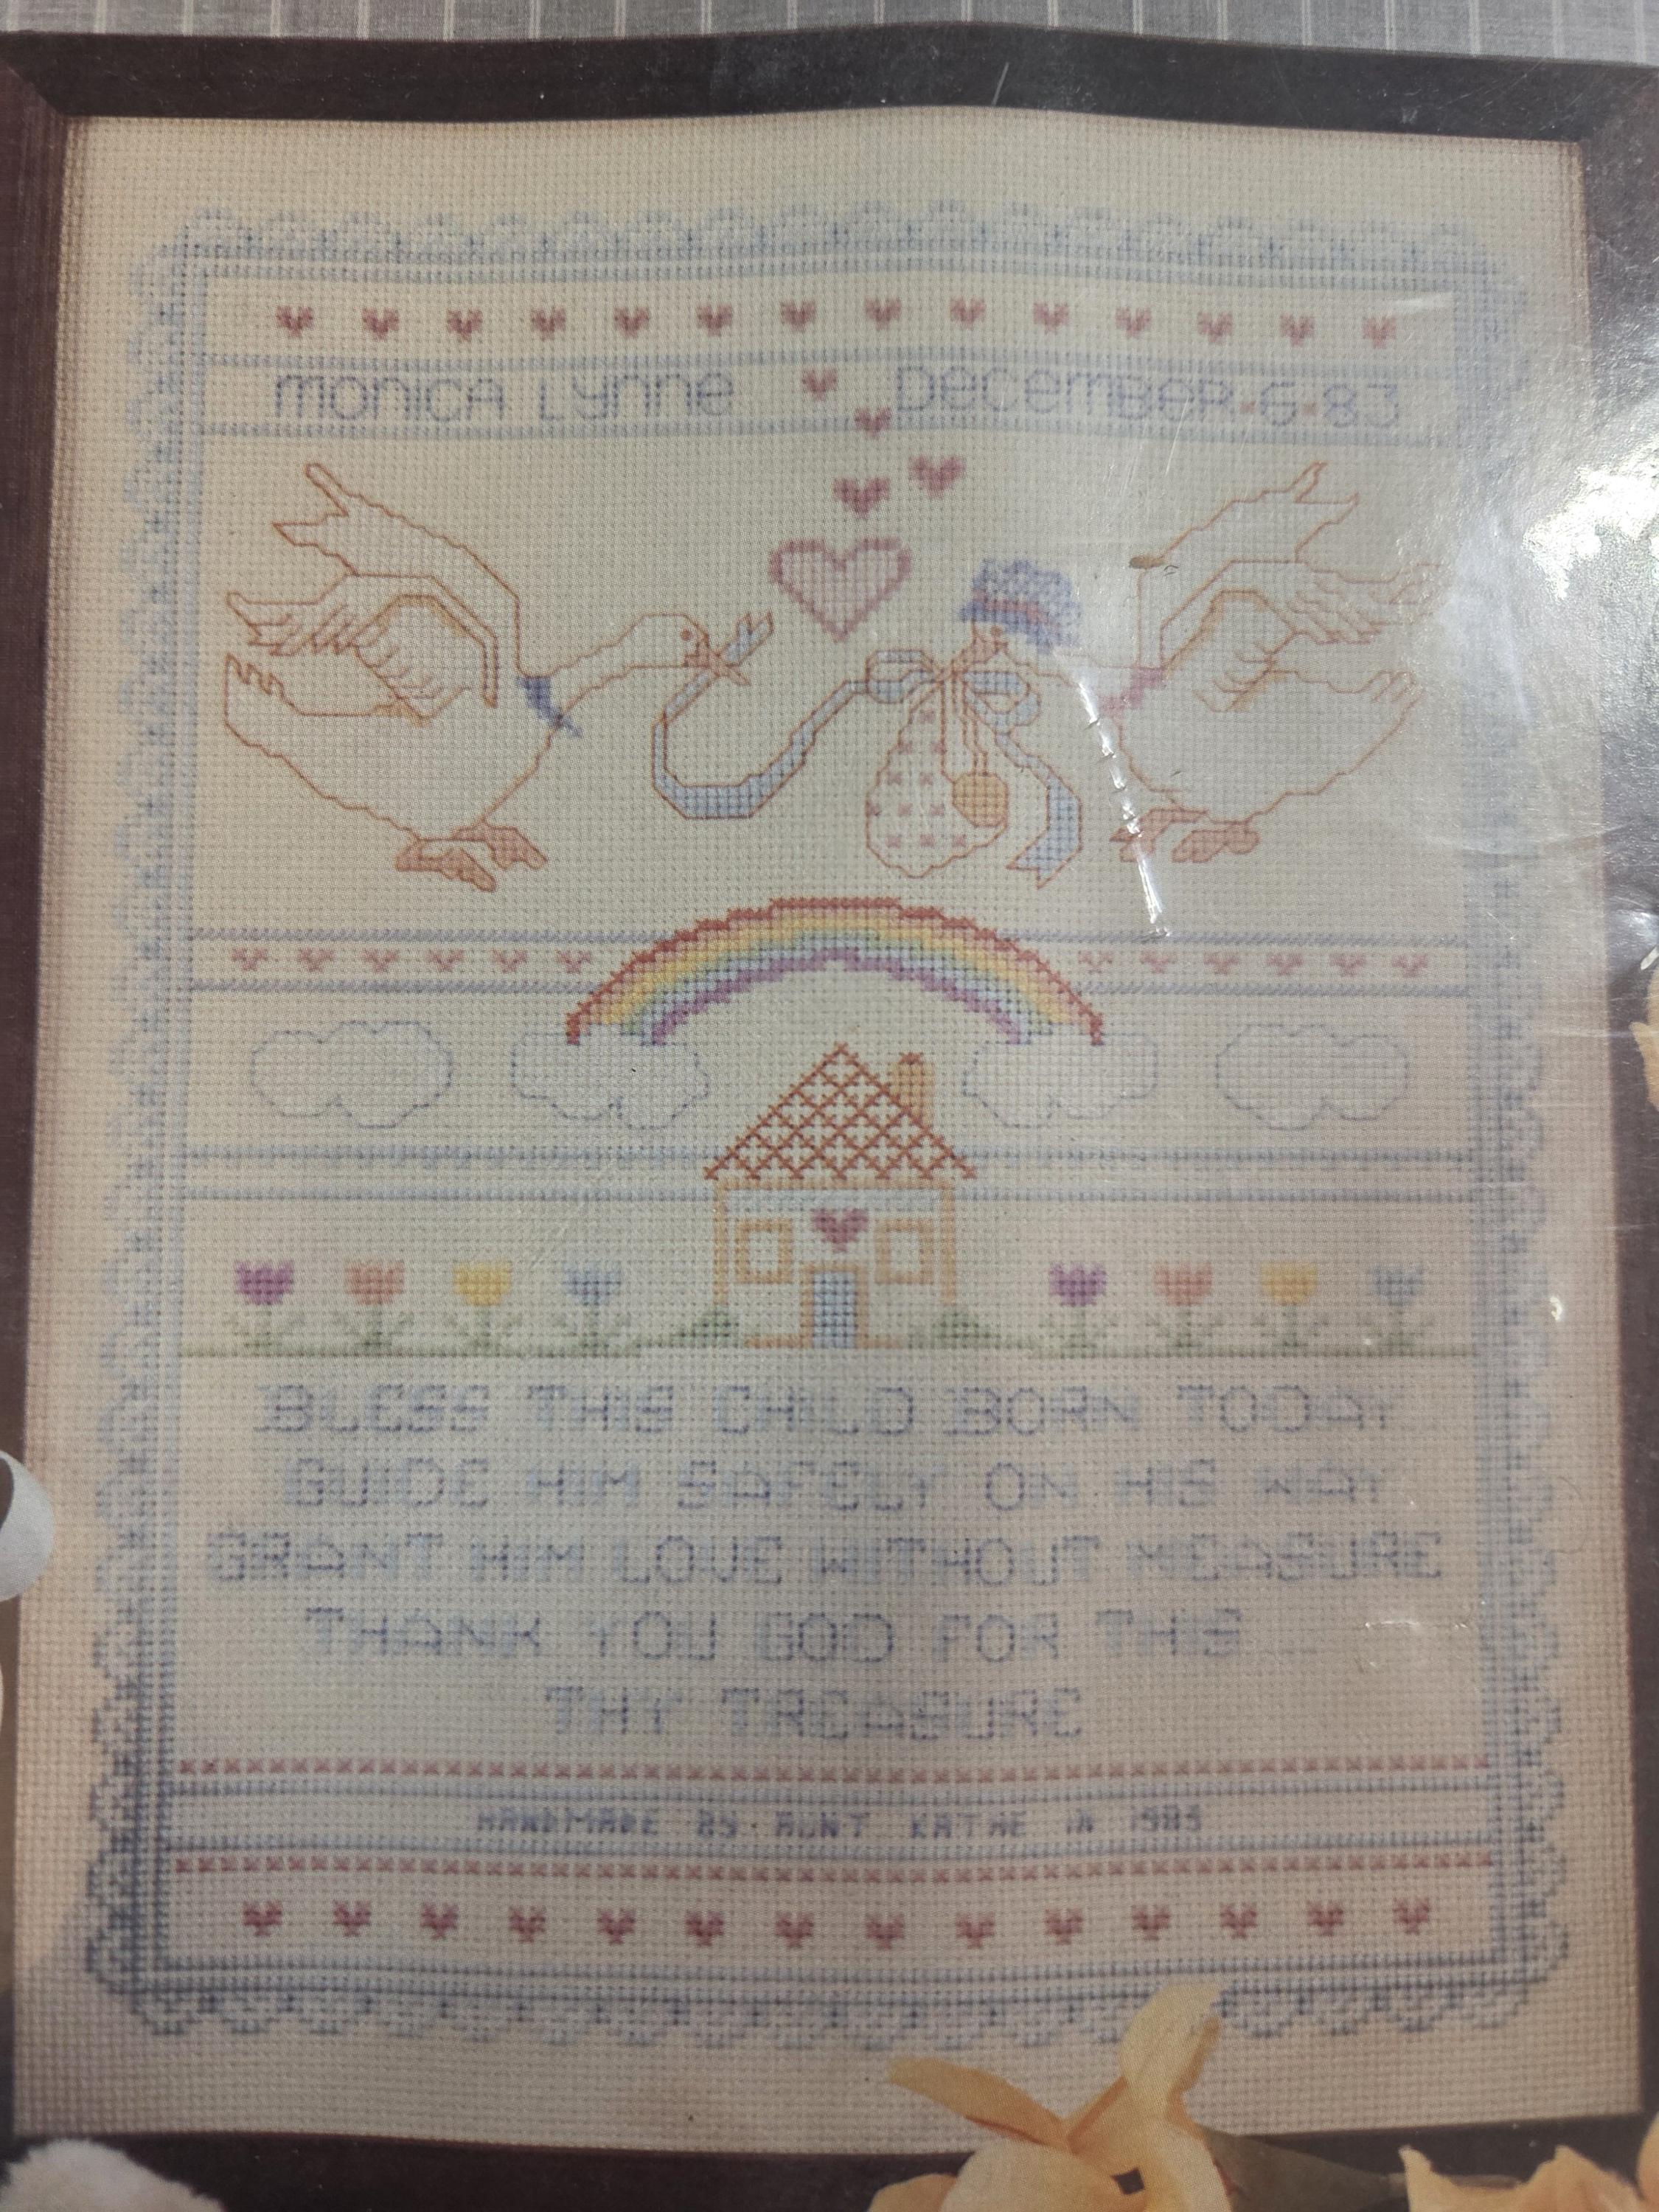 MONICA Lynne December·6·83
BLESS THIS CHILD BORN TODAY
GUIDE HIM SAFELY ON HIS WAY
GRANT HIM LOVE WITHOUT MEASURE
THANK YOU GOD FOR THIS...
THY TREASURE
HANDMADE BY AUNT KATHE IN 1983